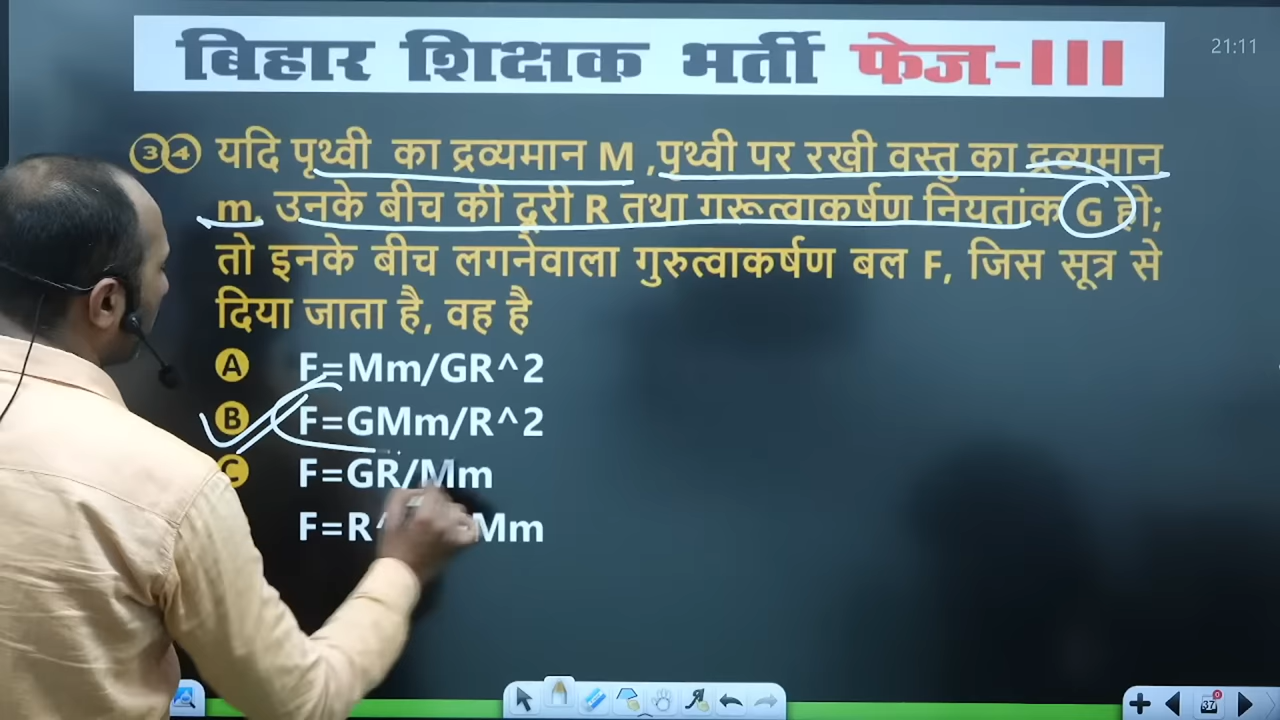 बिहार शिक्षक भर्ती फेज-III
21:11
34 यदि पृथ्वी का द्रव्यमान M ,पृथ्वी पर रखी वस्तु का द्रव्यमान
m, उनके बीच की दूरी R तथा गरूत्वाकर्षण नियतांक G हो;
तो इनके बीच लगनेवाला गुरुत्वाकर्षण बल F, जिस सूत्र से
दिया जाता है, वह है
A F=Mm/GR^2
B F=GMm/R^2
C F=GR/Mm
Mm
37